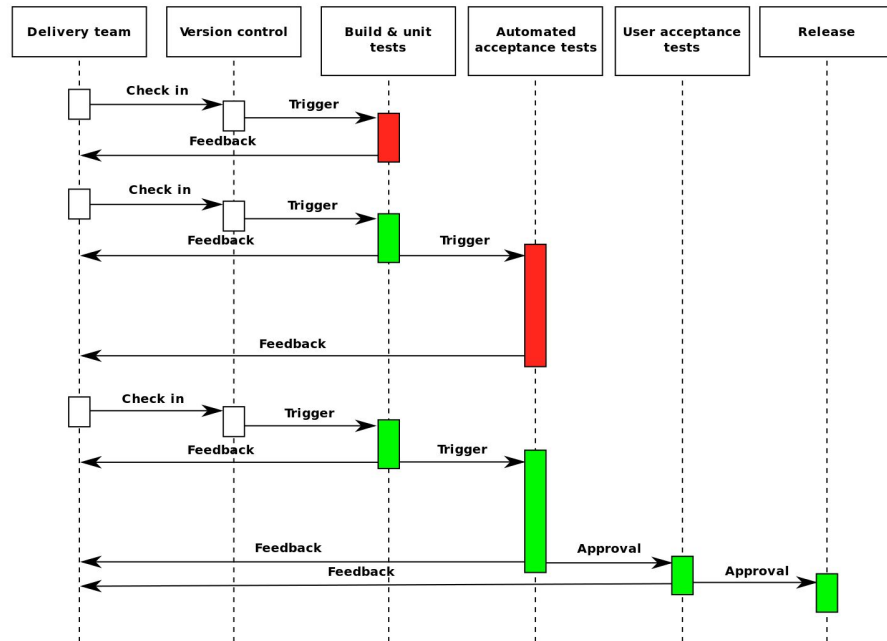 Delivery team
Version control
Build & unit
tests
Automated
acceptance tests
User acceptance
tests
Release
Check in
Trigger
Feedback
Check in
Trigger
Feedback
Trigger
Feedback
Check in
Trigger
Feedback
Trigger
Feedback
Approval
Feedback
Approval